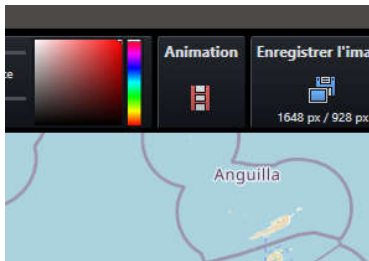 Animation
Enregistrer l'ima
1648 px / 928 px
Anguilla